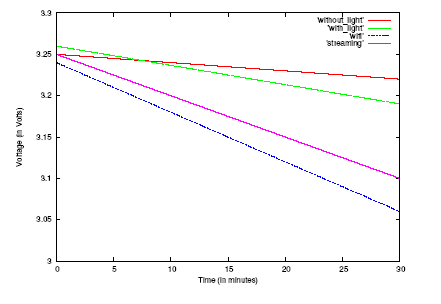 3.3
3.25
3.2
3.15
3.1
3.05
3
0
5
10
15
20
25
30
Voltage (in Volts)
Time (in minutes)
'without_light'
'with_light'
'wifi'
'streaming'